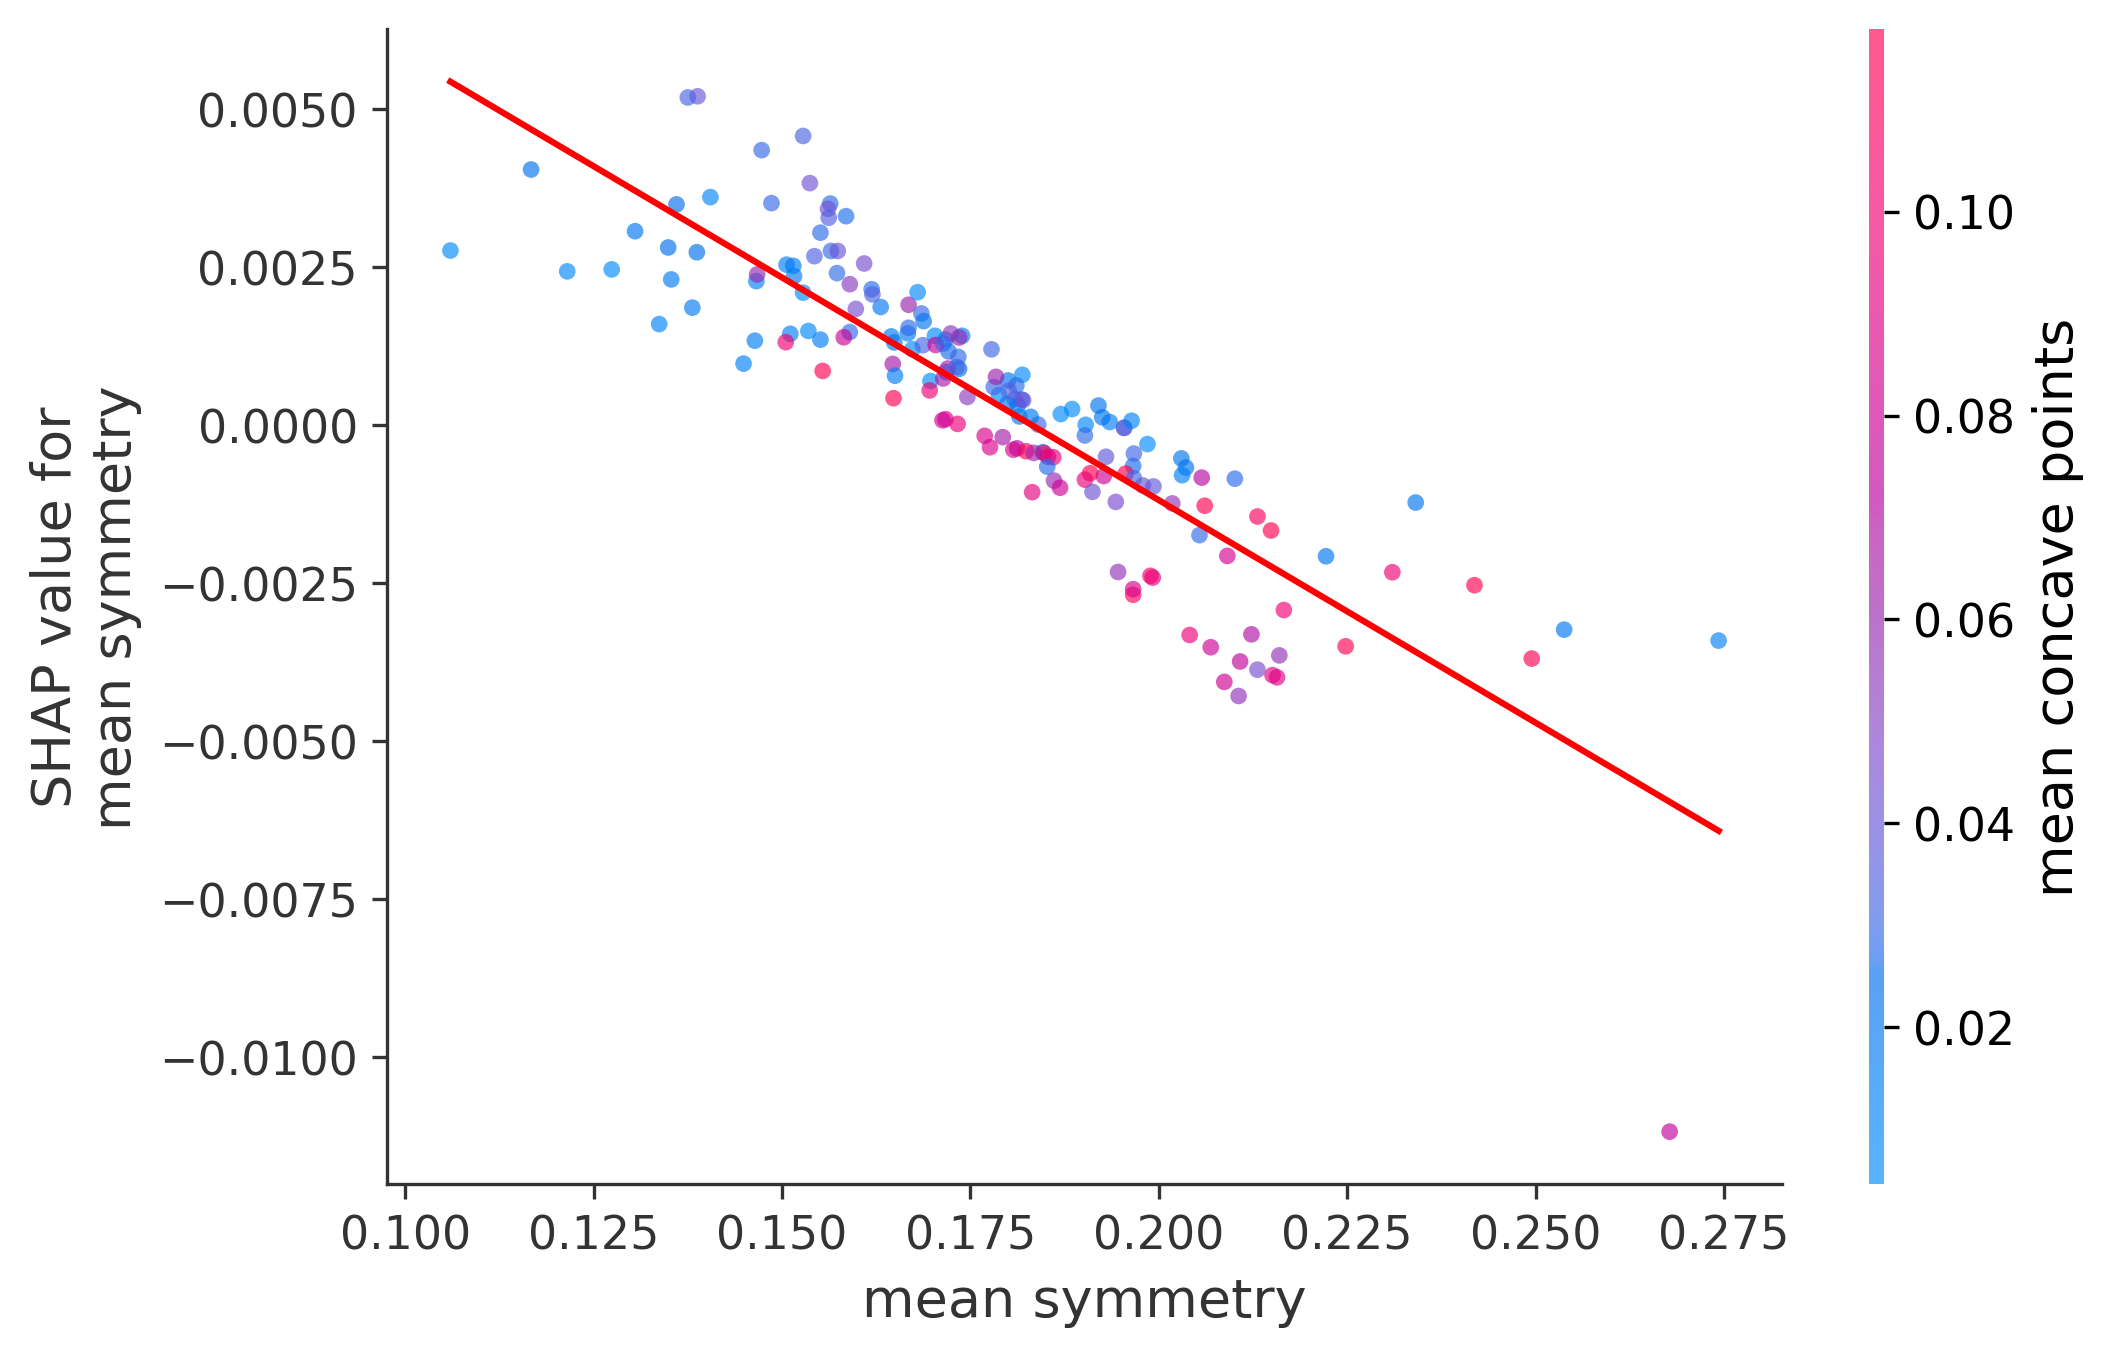 SHAP value for
mean symmetry
0.0050
0.0025
0.0000
−0.0025
−0.0050
−0.0075
−0.0100
0.100 0.125 0.150 0.175 0.200 0.225 0.250 0.275
mean symmetry
0.10
0.08
0.06
0.04
0.02
mean concave points